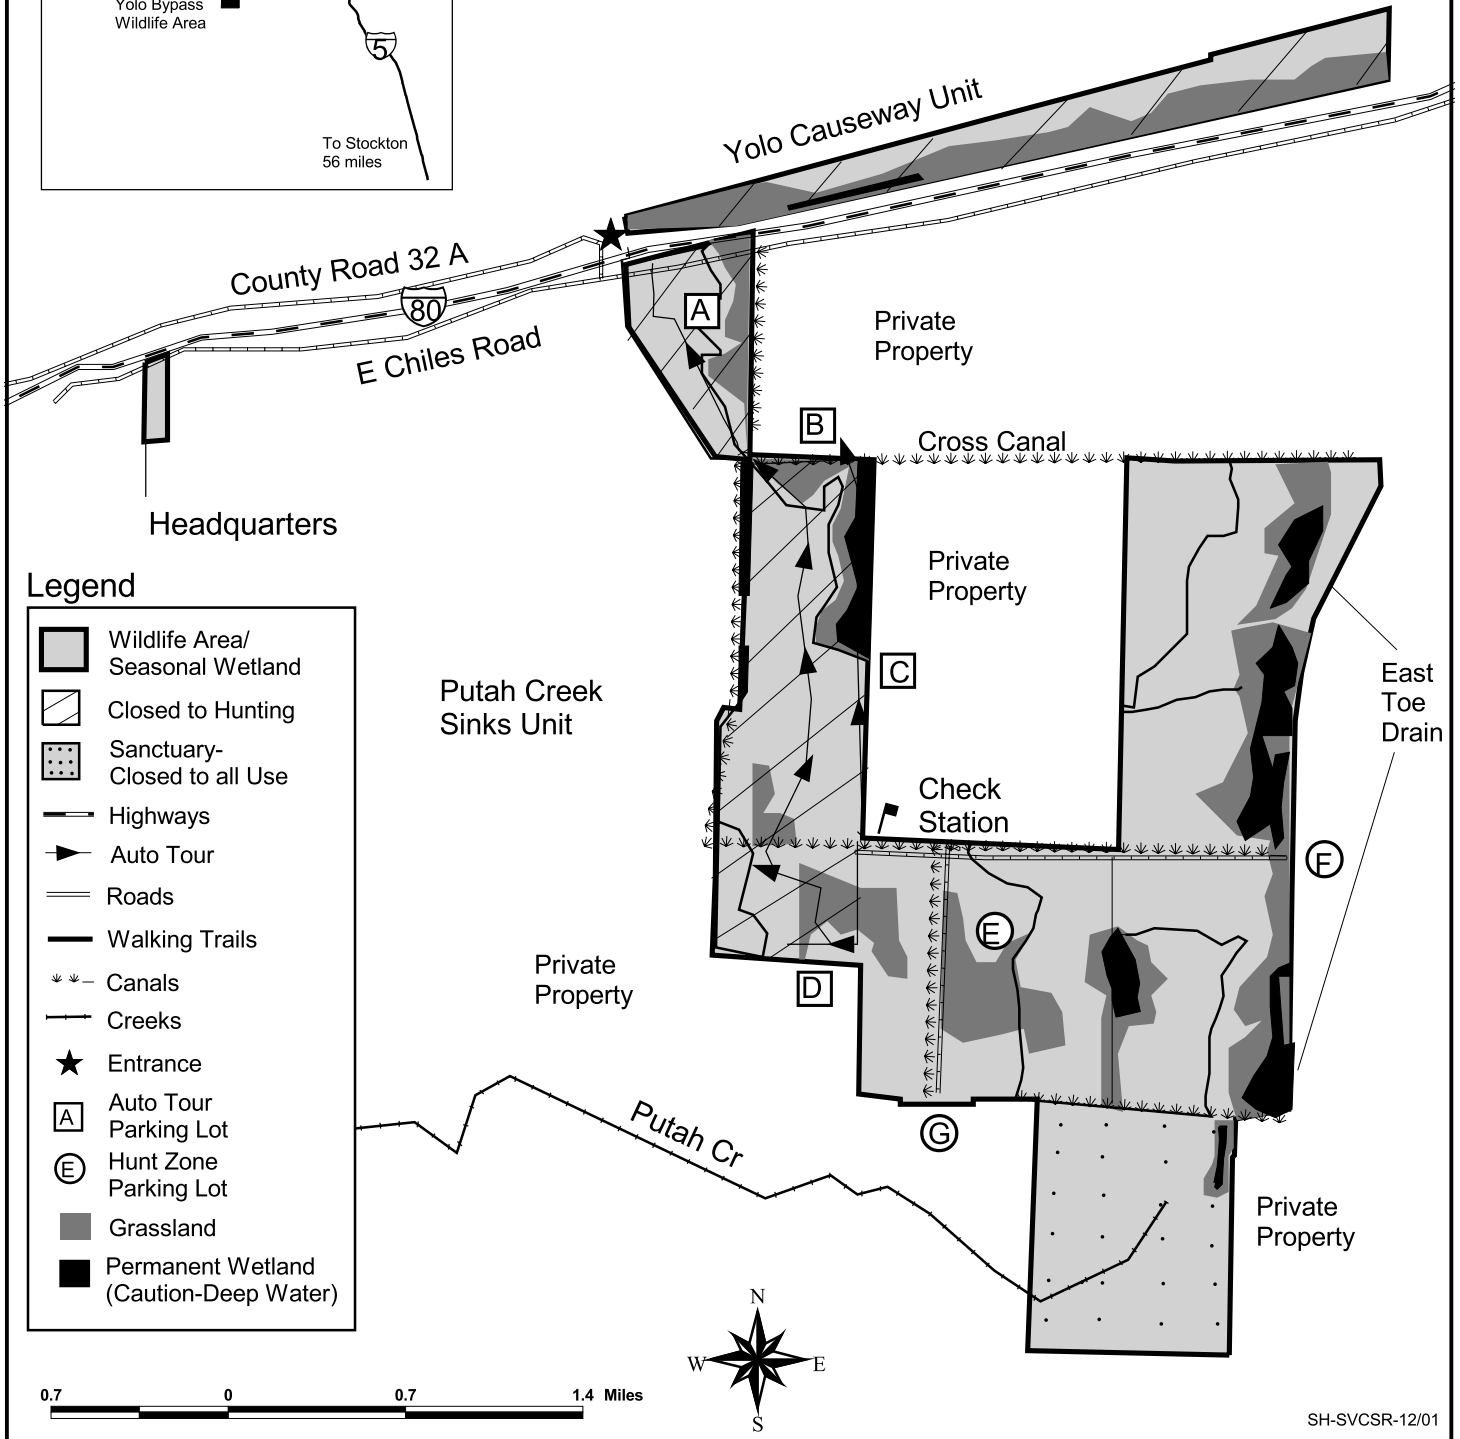 Yolo Bypass
Wildlife Area
5
To Stockton
56 miles
Yolo Causeway Unit
County Road 32 A
80
E Chiles Road
A
Private
Property
B
Cross Canal
Headquarters
Private
Property
Legend
Wildlife Area/
Seasonal Wetland
Closed to Hunting
Sanctuary-
Closed to all Use
Highways
Auto Tour
Roads
Walking Trails
Canals
Creeks
Entrance
A
Auto Tour
Parking Lot
E
Hunt Zone
Parking Lot
Grassland
Permanent Wetland
(Caution-Deep Water)
Putah Creek
Sinks Unit
C
East
Toe
Drain
Check
Station
F
E
Private
Property
D
G
Putah Cr
Private
Property
N
W
E
S
0.7 0 0.7 1.4 Miles
SH-SVCSR-12/01